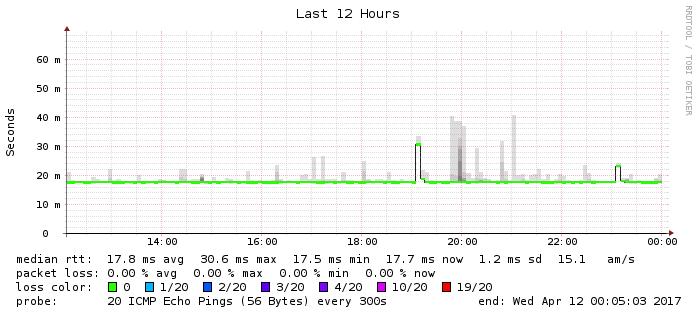 Last 12 Hours
RRDTOOL / TOBI OETIKER
Seconds
60 m
50 m
40 m
30 m
20 m
10 m
0
14:00 16:00 18:00 20:00 22:00 00:00
median rtt: 17.8 ms avg 30.6 ms max 17.5 ms min 17.7 ms now 1.2 ms sd 15.1 am/s
packet loss: 0.00 % avg 0.00 % max 0.00 % min 0.00 % now
loss color: 0 1/20 2/20 3/20 4/20 10/20 19/20
probe: 20 ICMP Echo Pings (56 Bytes) every 300s end: Wed Apr 12 00:05:03 2017